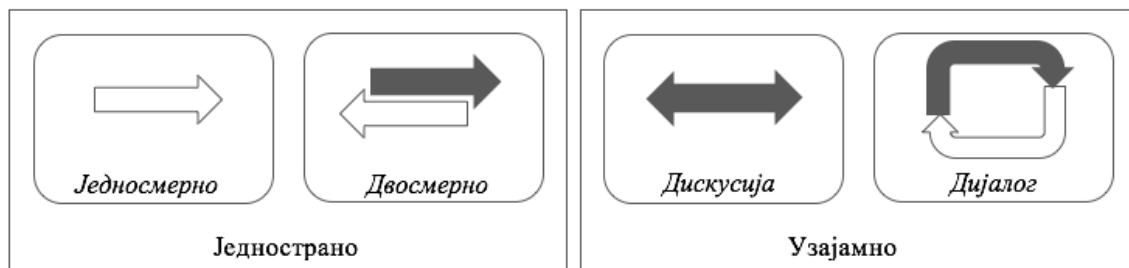 Једносмерно
Двосмерно
Једнострано
Дискусија
Дијалог
Узајамно